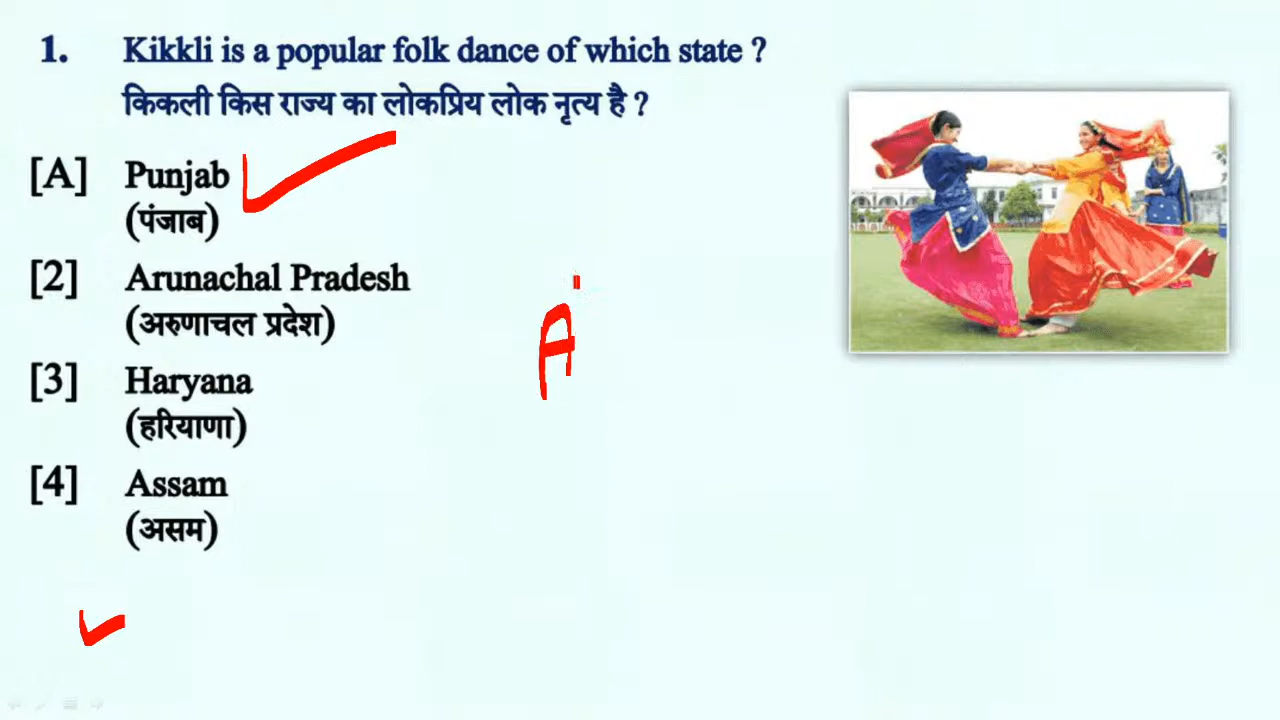 1. Kikkli is a popular folk dance of which state ?
किकली किस राज्य का लोकप्रिय लोक नृत्य है ?
[A] Punjab
(पंजाब)
[2] Arunachal Pradesh
(अरुणाचल प्रदेश)
[3] Haryana
(हरियाणा)
[4] Assam
(असम)
A